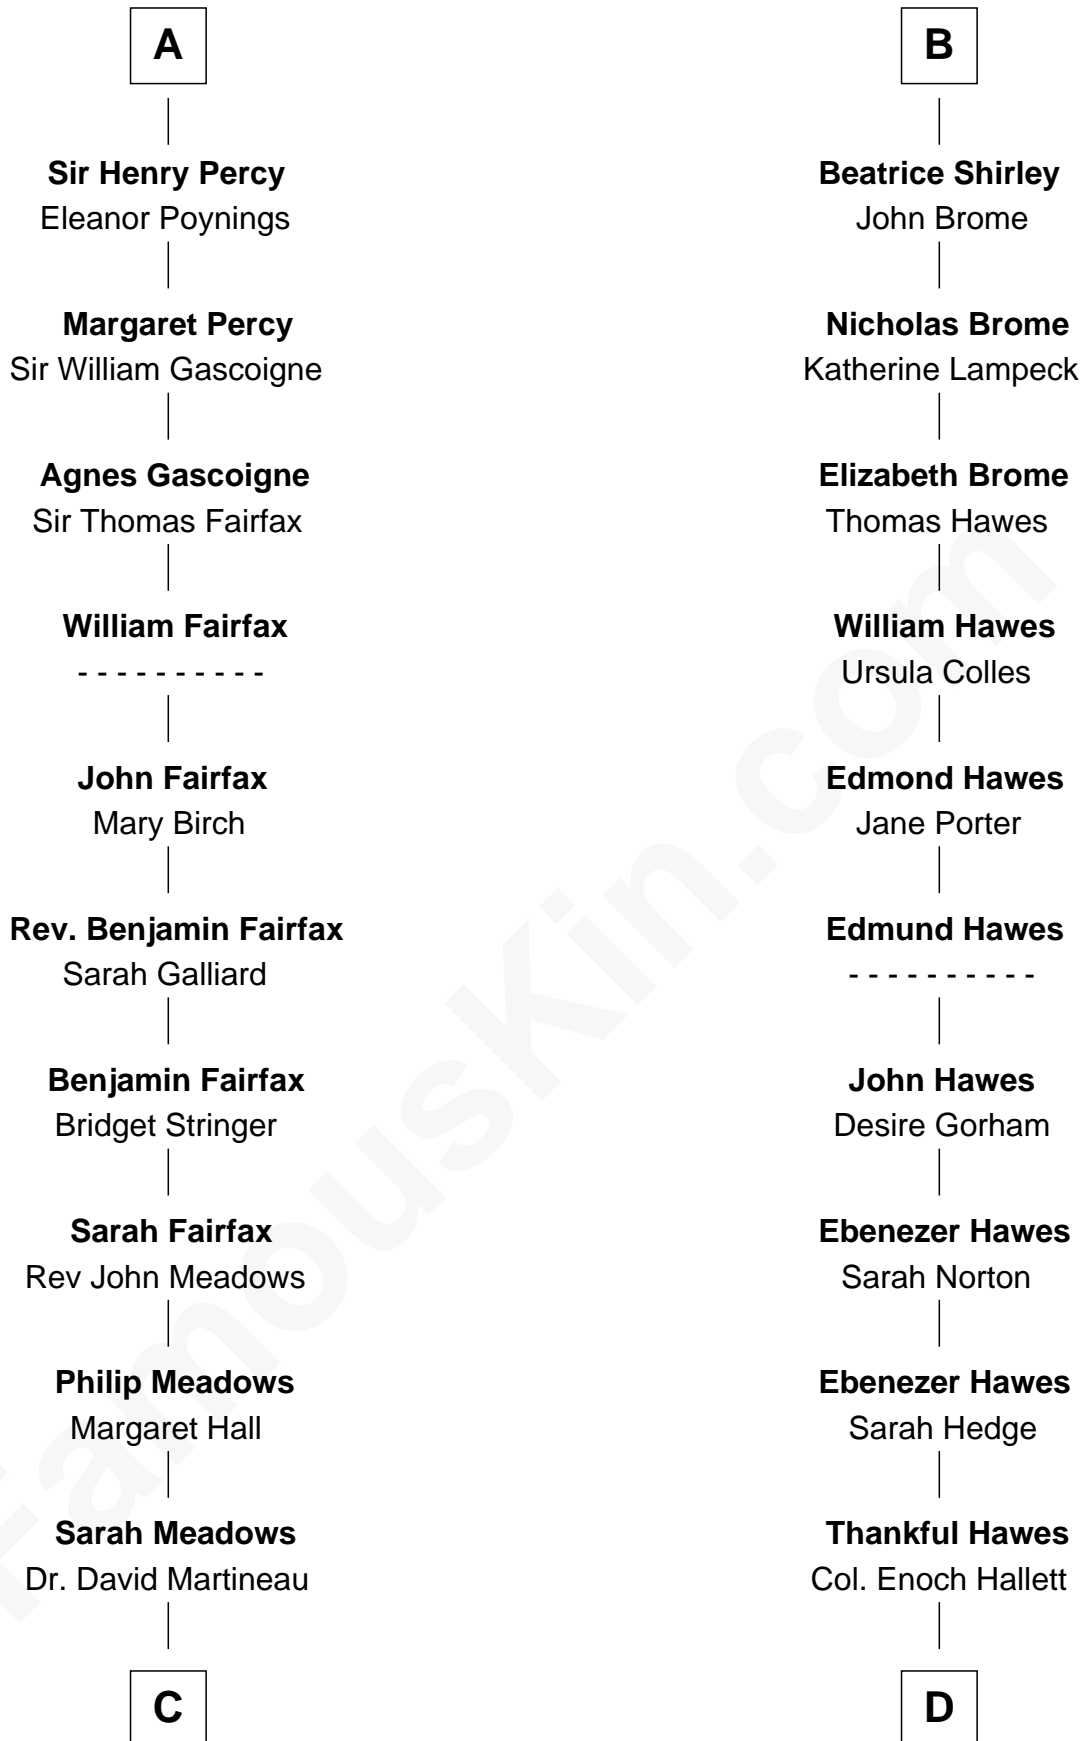 A
Sir Henry Percy
Eleanor Poynings
Margaret Percy
Sir William Gascoigne
Agnes Gascoigne
Sir Thomas Fairfax
William Fairfax
- - - - - - - - - -
John Fairfax
Mary Birch
Rev. Benjamin Fairfax
Sarah Galliard
Benjamin Fairfax
Bridget Stringer
Sarah Fairfax
Rev John Meadows
Philip Meadows
Margaret Hall
Sarah Meadows
Dr. David Martineau
C
B
Beatrice Shirley
John Brome
Nicholas Brome
Katherine Lampeck
Elizabeth Brome
Thomas Hawes
William Hawes
Ursula Colles
Edmond Hawes
Jane Porter
Edmund Hawes
- - - - - - - - - -
John Hawes
Desire Gorham
Ebenezer Hawes
Sarah Norton
Ebenezer Hawes
Sarah Hedge
Thankful Hawes
Col. Enoch Hallett
D
FamousKin.com